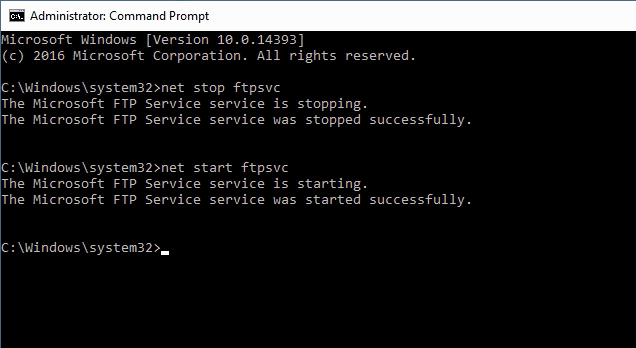 Administrator: Command Prompt
Microsoft Windows [Version 10.0.14393]
(c) 2016 Microsoft Corporation. All rights reserved.
C:\Windows\system32>net stop ftpsvc
The Microsoft FTP Service service is stopping.
The Microsoft FTP Service service was stopped successfully.
C:\Windows\system32>net start ftpsvc
The Microsoft FTP Service service is starting.
The Microsoft FTP Service service was started successfully.
C:\Windows\system32>